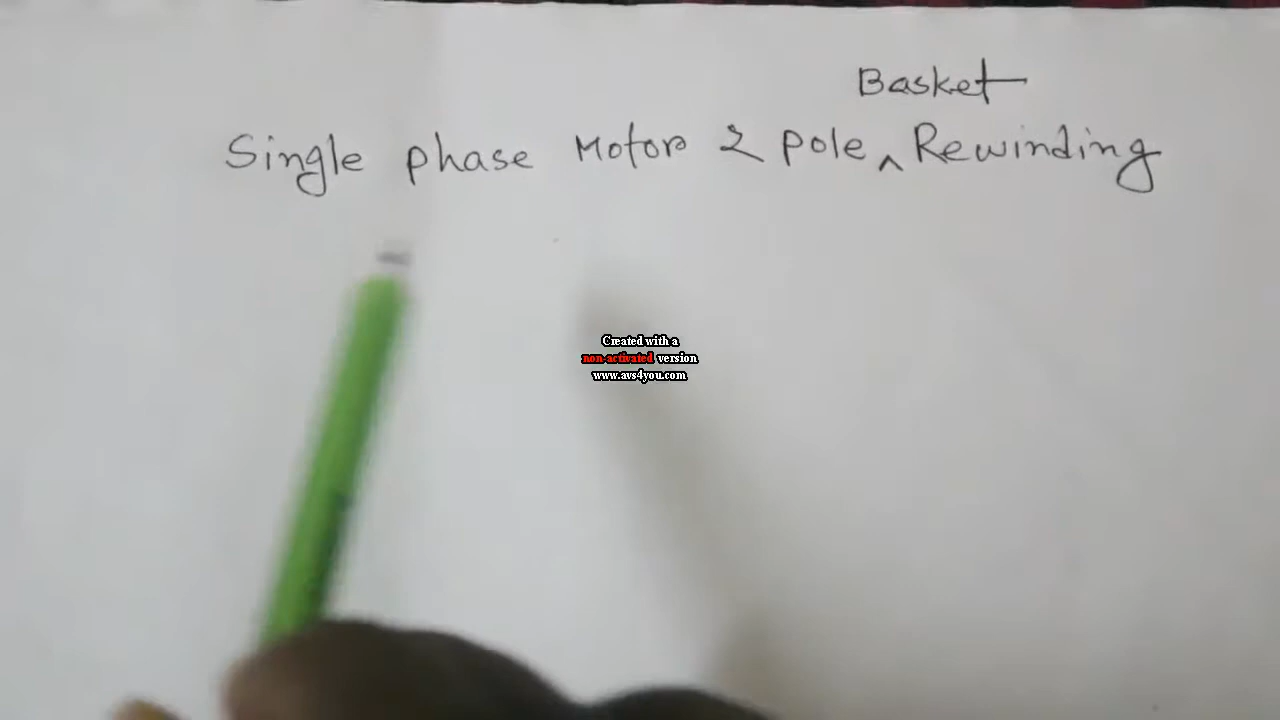 Basket
Single phase Motor 2 pole ^ Rewinding
Created with a
non-activated version
www.avs4you.com